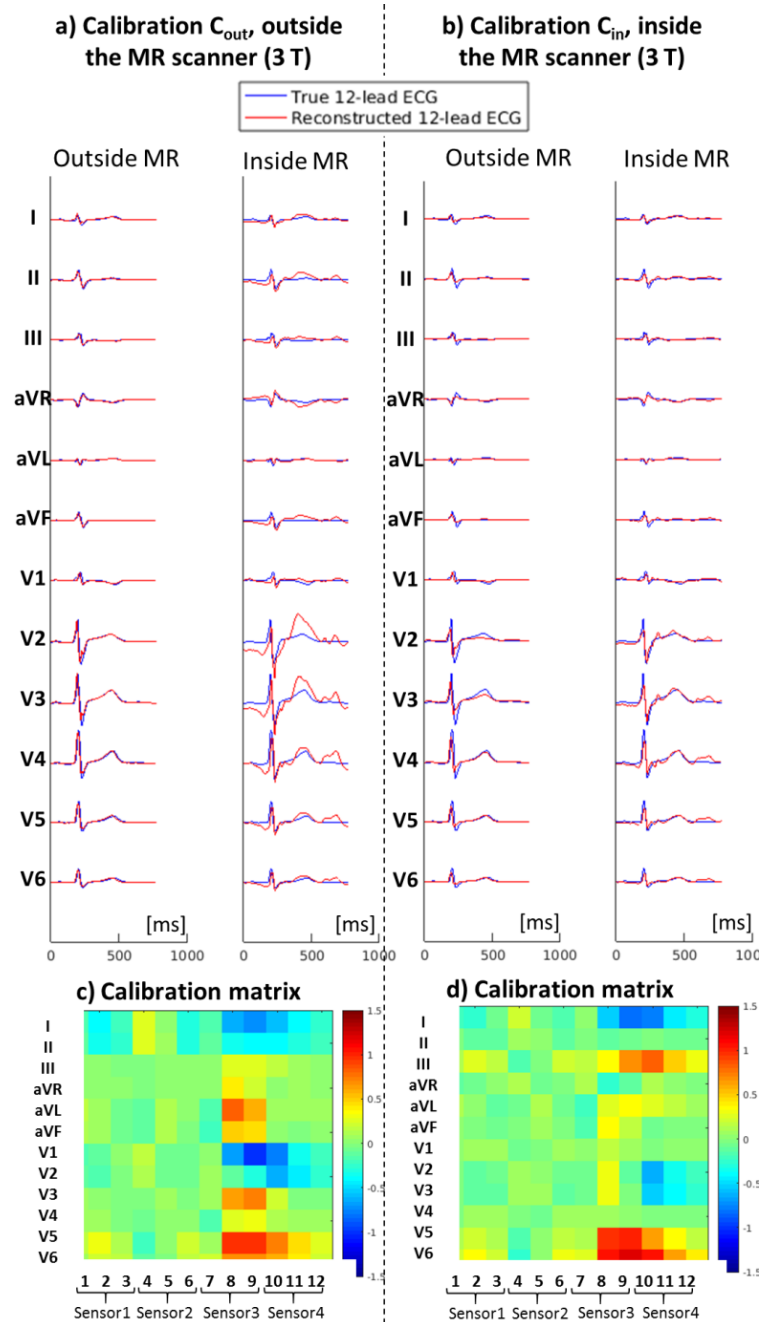 a) Calibration Cout, outside
the MR scanner (3 T)
b) Calibration Cin, inside
the MR scanner (3 T)
True 12-lead ECG
Reconstructed 12-lead ECG
Outside MR
Inside MR
Outside MR
Inside MR
I
II
III
aVR
aVL
aVF
V1
V2
V3
V4
V5
V6
I
II
III
aVR
aVL
aVF
V1
V2
V3
V4
V5
V6
[ms]
[ms]
[ms]
[ms]
0 500 1000
0 500 1000
0 500 1000
0 500 1000
c) Calibration matrix
I
II
III
aVR
aVL
aVF
V1
V2
V3
V4
V5
V6
1.5
1
0.5
0
-0.5
-1
-1.5
1 2 3 4 5 6 7 8 9 10 11 12
Sensor1 Sensor2 Sensor3 Sensor4
d) Calibration matrix
I
II
III
aVR
aVL
aVF
V1
V2
V3
V4
V5
V6
1.5
1
0.5
0
-0.5
-1
-1.5
1 2 3 4 5 6 7 8 9 10 11 12
Sensor1 Sensor2 Sensor3 Sensor4